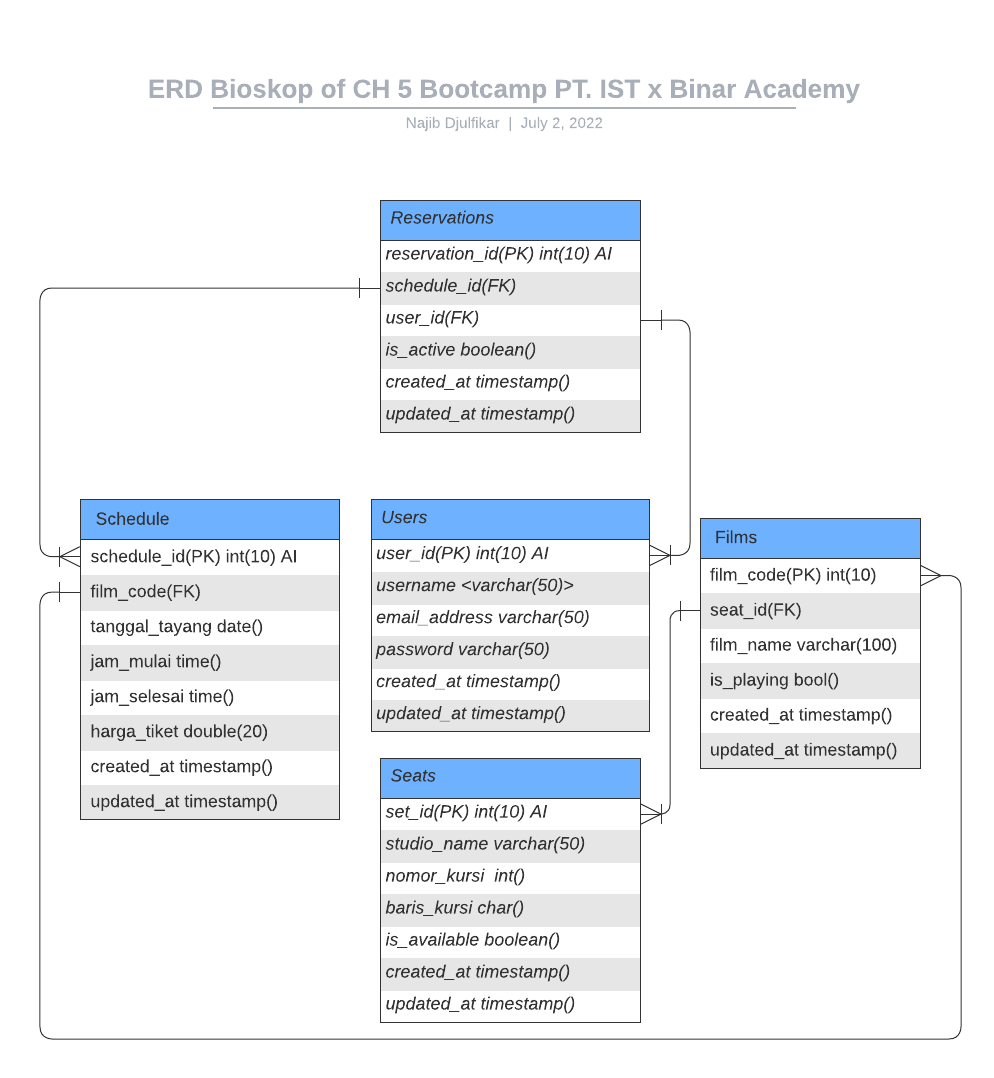 ERD Bioskop of CH 5 Bootcamp PT. IST x Binar Academy
Najib Djulfikar | July 2, 2022
Reservations
reservation_id(PK) int(10) AI
schedule_id(FK)
user_id(FK)
is_active boolean()
created_at timestamp()
updated_at timestamp()
Schedule
schedule_id(PK) int(10) AI
film_code(FK)
tanggal_tayang date()
jam_mulai time()
jam_selesai time()
harga_tiket double(20)
created_at timestamp()
updated_at timestamp()
Users
user_id(PK) int(10) AI
username <varchar(50)>
email_address varchar(50)
password varchar(50)
created_at timestamp()
updated_at timestamp()
Films
film_code(PK) int(10)
seat_id(FK)
film_name varchar(100)
is_playing bool()
created_at timestamp()
updated_at timestamp()
Seats
set_id(PK) int(10) AI
studio_name varchar(50)
nomor_kursi  int()
baris_kursi char()
is_available boolean()
created_at timestamp()
updated_at timestamp()